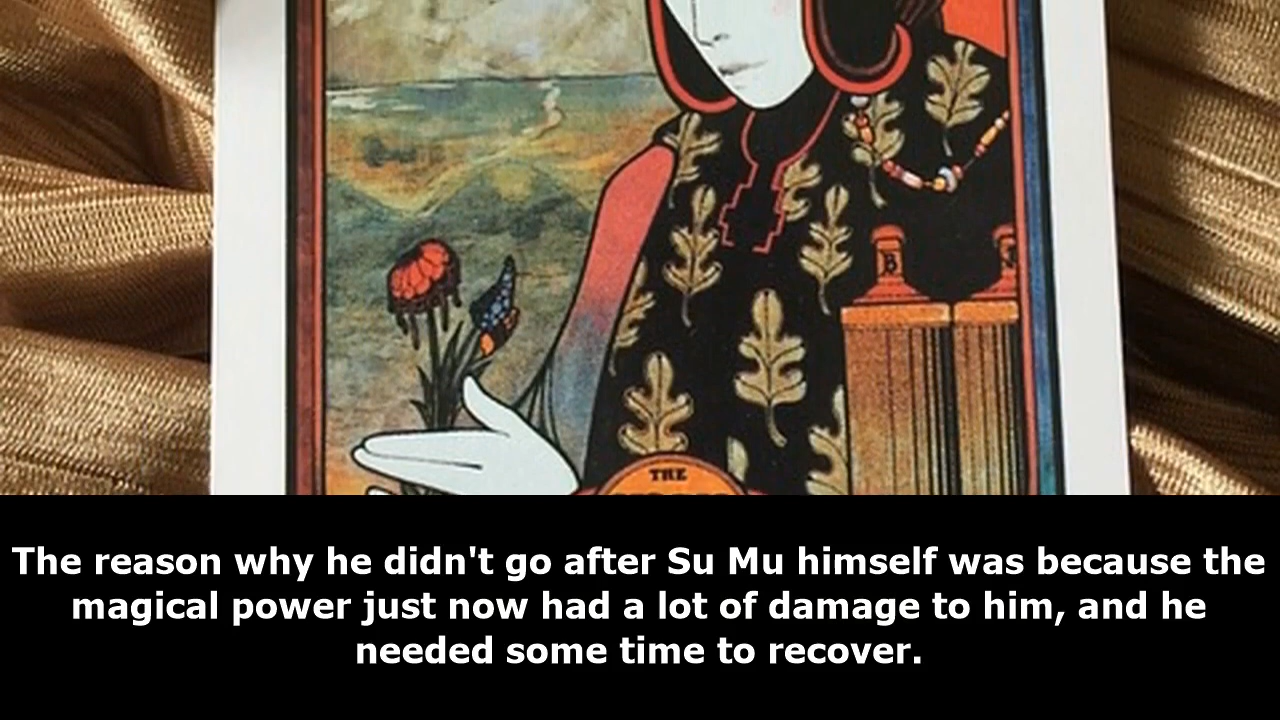 B
THE
The reason why he didn't go after Su Mu himself was because the
magical power just now had a lot of damage to him, and he
needed some time to recover.